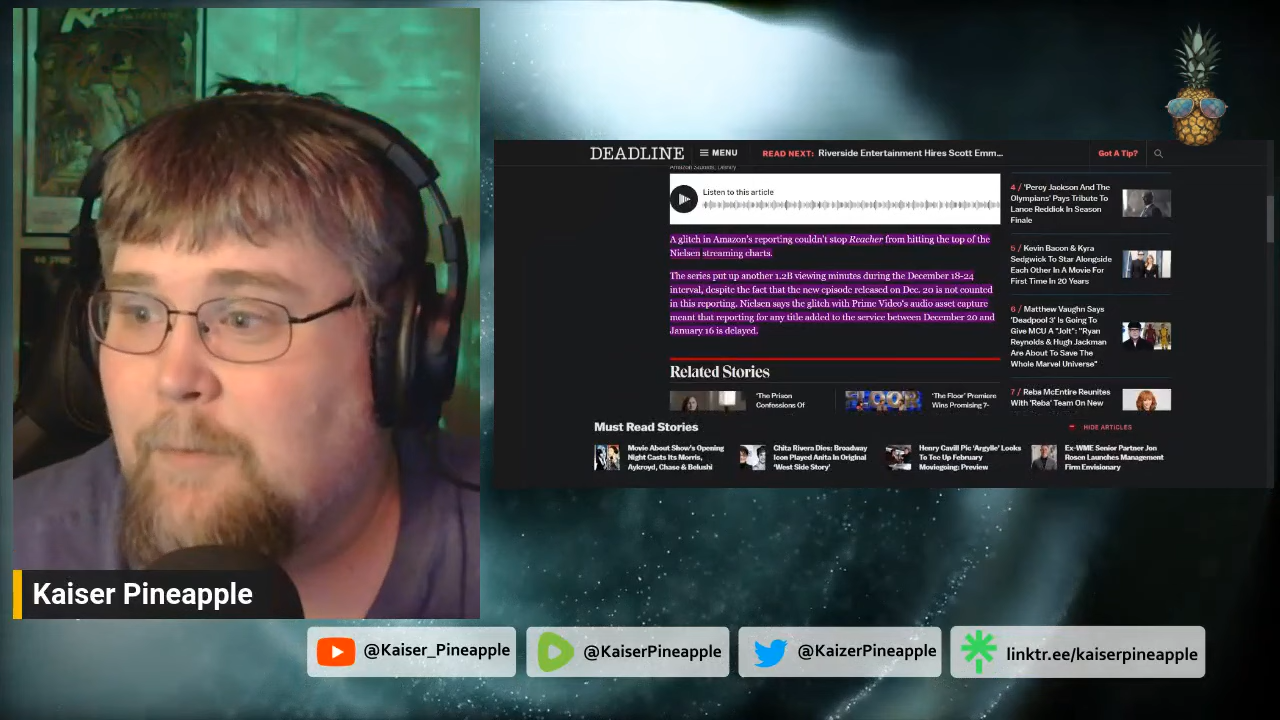 DEADLINE
MENU
READ NEXT: Riverside Entertainment Hires Scott Emm...
Got A Tip?
Amazon Studios; Disney
Listen to this article
A glitch in Amazon's reporting couldn't stop Reacher from hitting the top of the
Nielsen streaming charts.
The series put up another 1.2B viewing minutes during the December 18-24
interval, despite the fact that the new episode released on Dec. 20 is not counted
in this reporting. Nielsen says the glitch with Prime Video's audio asset capture
meant that reporting for any title added to the service between December 20 and
January 16 is delayed.
Related Stories
'The Prison
Confessions Of
'The Floor' Premiere
Wins Promising 7-
4 / 'Percy Jackson And The
Olympians' Pays Tribute To
Lance Reddick In Season
Finale
5 / Kevin Bacon & Kyra
Sedgwick To Star Alongside
Each Other In A Movie For
First Time In 20 Years
6 / Matthew Vaughn Says
'Deadpool 3' Is Going To
Give MCU A "Jolt": "Ryan
Reynolds & Hugh Jackman
Are About To Save The
Whole Marvel Universe"
7 / Reba McEntire Reunites
With 'Reba' Team On New
Must Read Stories
HIDE ARTICLES
Movie About Show's Opening
Night Casts Its Morris,
Aykroyd, Chase & Belushi
Chita Rivera Dies: Broadway
Icon Played Anita In Original
'West Side Story'
Henry Cavill Pic 'Argylle' Looks
To Tee Up February
Moviegoing: Preview
Ex-WME Senior Partner Jon
Rosen Launches Management
Firm Envisionary
Kaiser Pineapple
@Kaiser_Pineapple
@KaiserPineapple
@KaizerPineapple
linktr.ee/kaiserpineapple